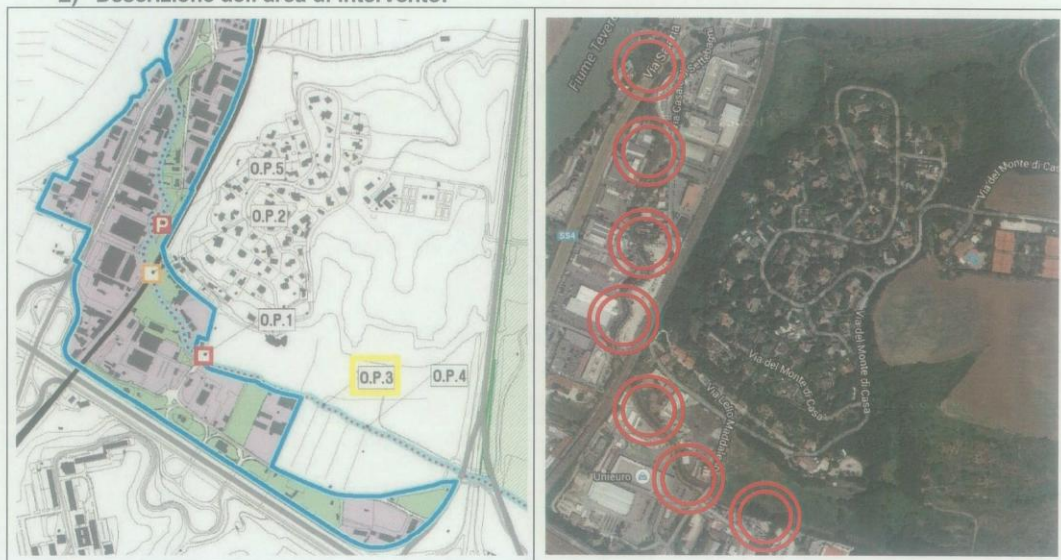 2) Descrizione dell'area di intervento:
O.P.5
O.P.2
P
O.P.1
O.P.3
O.P.4
Fiume Tevere
Via Salaria
SS4
Via del Monte di Cas
Via del Monte di Casa
Via del Monte di Casa
Unieuro